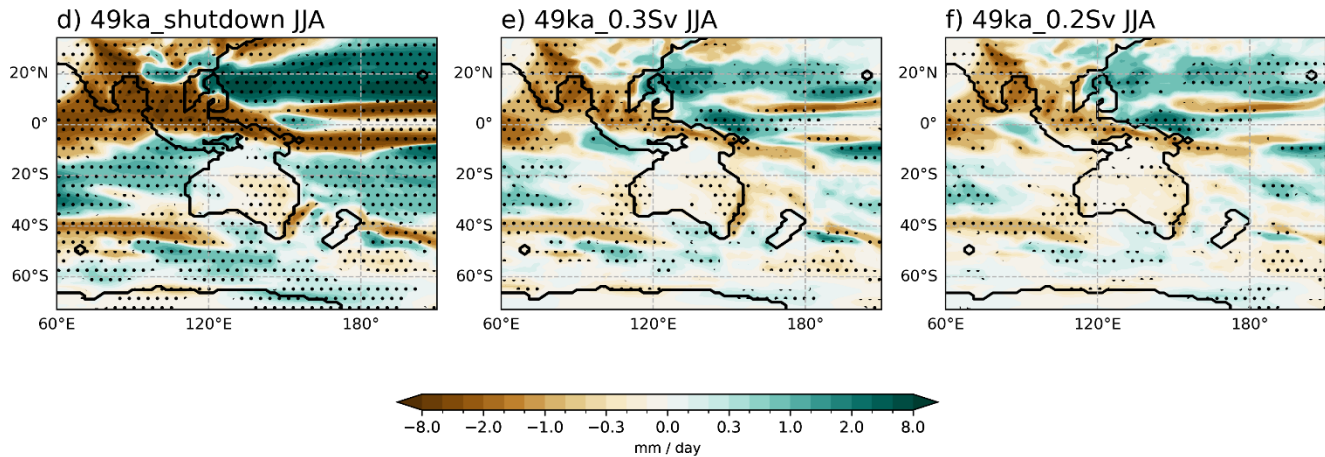 d) 49ka_shutdown JJA
e) 49ka_0.3Sv JJA
f) 49ka_0.2Sv JJA
20°N
0°
20°S
40°S
60°S
60°E
120°E
180°
20°N
0°
20°S
40°S
60°S
60°E
120°E
180°
20°N
0°
20°S
40°S
60°S
60°E
120°E
180°
−8.0
−2.0
−1.0
−0.3
0.0
0.3
1.0
2.0
8.0
mm / day